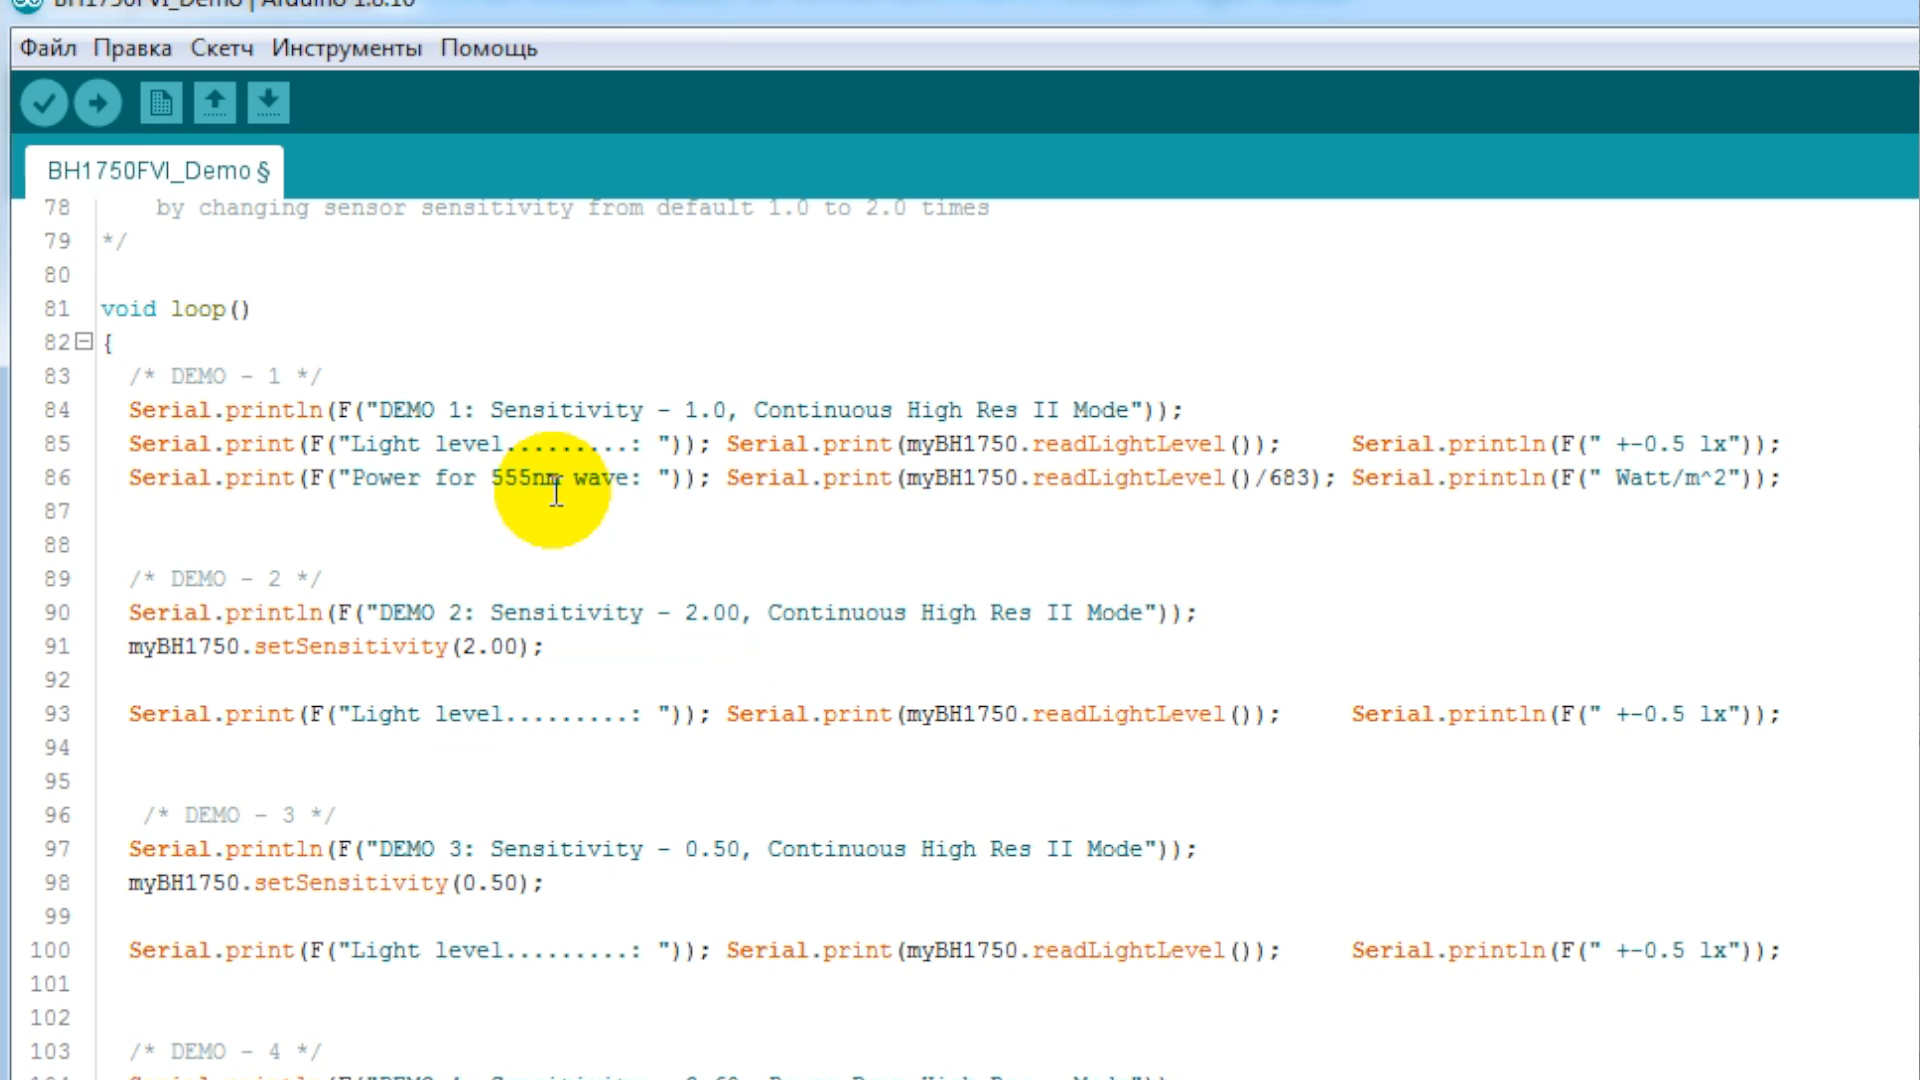 BH1750FVI_Demo | Arduino 1.8.10
Файл Правка Скетч Инструменты Помощь
BH1750FVI_Demo §
78 by changing sensor sensitivity from default 1.0 to 2.0 times
79 */
80
81 void loop()
82 {
83 /* DEMO - 1 */
84 Serial.println(F("DEMO 1: Sensitivity - 1.0, Continuous High Res II Mode"));
85 Serial.print(F("Light level.........: ")); Serial.print(myBH1750.readLightLevel()); Serial.println(F(" +-0.5 lx"));
86 Serial.print(F("Power for 555nm wave: ")); Serial.print(myBH1750.readLightLevel()/683); Serial.println(F(" Watt/m^2"));
87
88
89 /* DEMO - 2 */
90 Serial.println(F("DEMO 2: Sensitivity - 2.00, Continuous High Res II Mode"));
91 myBH1750.setSensitivity(2.00);
92
93 Serial.print(F("Light level.........: ")); Serial.print(myBH1750.readLightLevel()); Serial.println(F(" +-0.5 lx"));
94
95
96 /* DEMO - 3 */
97 Serial.println(F("DEMO 3: Sensitivity - 0.50, Continuous High Res II Mode"));
98 myBH1750.setSensitivity(0.50);
99
100 Serial.print(F("Light level.........: ")); Serial.print(myBH1750.readLightLevel()); Serial.println(F(" +-0.5 lx"));
101
102
103 /* DEMO - 4 */